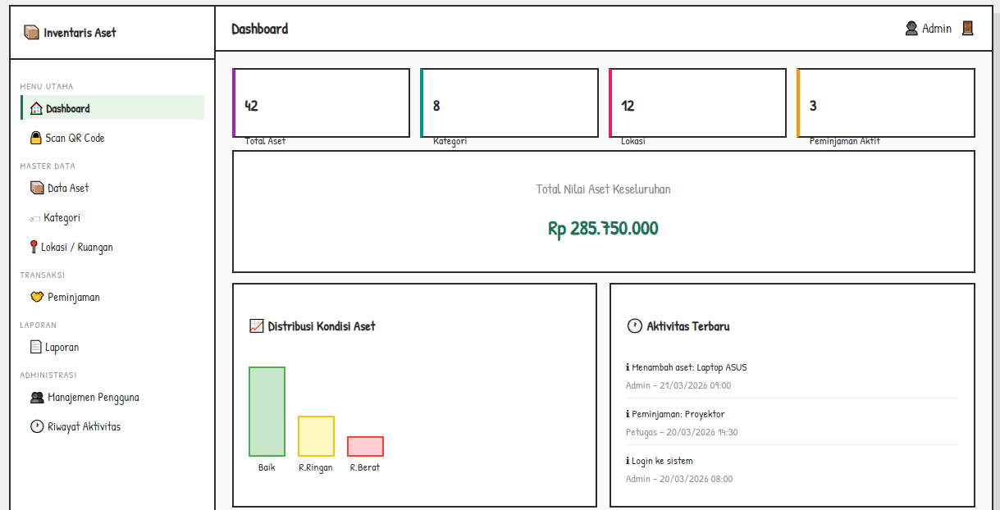 Inventaris Aset
Dashboard
Admin
MENU UTAMA
Dashboard
Scan QR Code
MASTER DATA
Data Aset
Kategori
Lokasi / Ruangan
TRANSAKSI
Peminjaman
LAPORAN
Laporan
ADMINISTRASI
Manajemen Pengguna
Riwayat Aktivitas
42
Total Aset
8
Kategori
12
Lokasi
3
Peminjaman Aktif
Total Nilai Aset Keseluruhan
Rp 285.750.000
Distribusi Kondisi Aset
Baik
R.Ringan
R.Berat
Aktivitas Terbaru
ℹ Menambah aset: Laptop ASUS
Admin - 21/03/2026 09:00
ℹ Peminjaman: Proyektor
Petugas - 20/03/2026 14:30
ℹ Login ke sistem
Admin - 20/03/2026 08:00